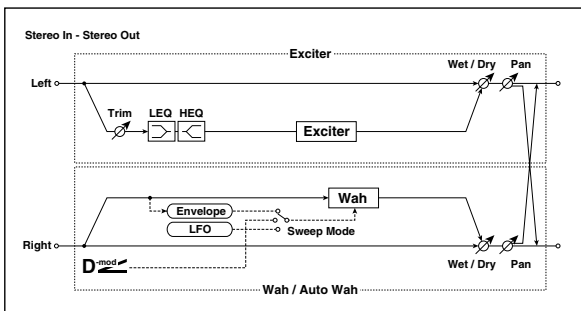 Stereo In - Stereo Out
Exciter
Wet / Dry
Pan
Left
Trim
LEQ
HEQ
Exciter
Wah
Envelope
LFO
Sweep Mode
Right
D-mod
Wet / Dry
Pan
Wah / Auto Wah